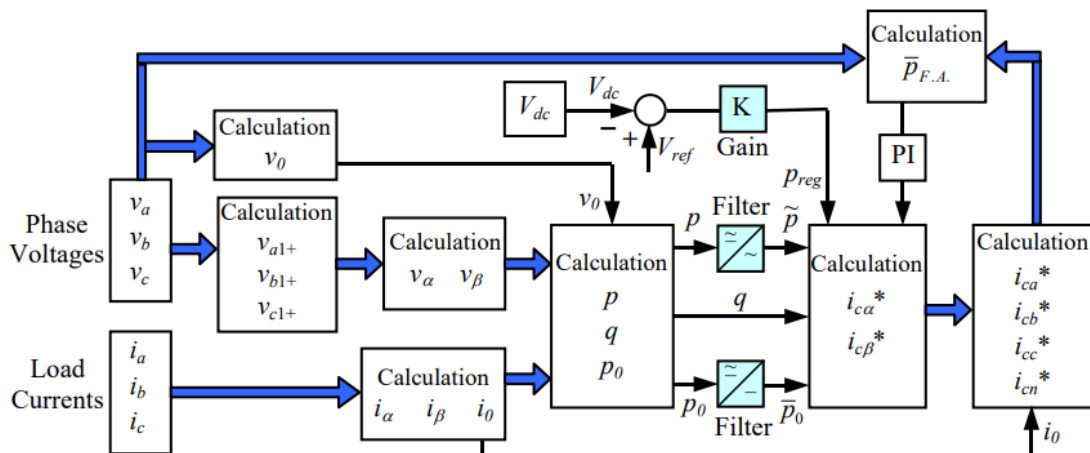 Calculation
p̅F.A.
Vdc
Vdc
−
+
Vref
K
Gain
PI
preg
Calculation
v0
v0
Phase
Voltages
va
vb
vc
Calculation
va1+
vb1+
vc1+
Calculation
vα vβ
Calculation
p
q
p0
p
Filter
≃
~
p̃
q
p0
≃
−
Filter
p̅0
Calculation
icα*
icβ*
Calculation
ica*
icb*
icc*
icn*
i0
Load
Currents
ia
ib
ic
Calculation
iα iβ i0